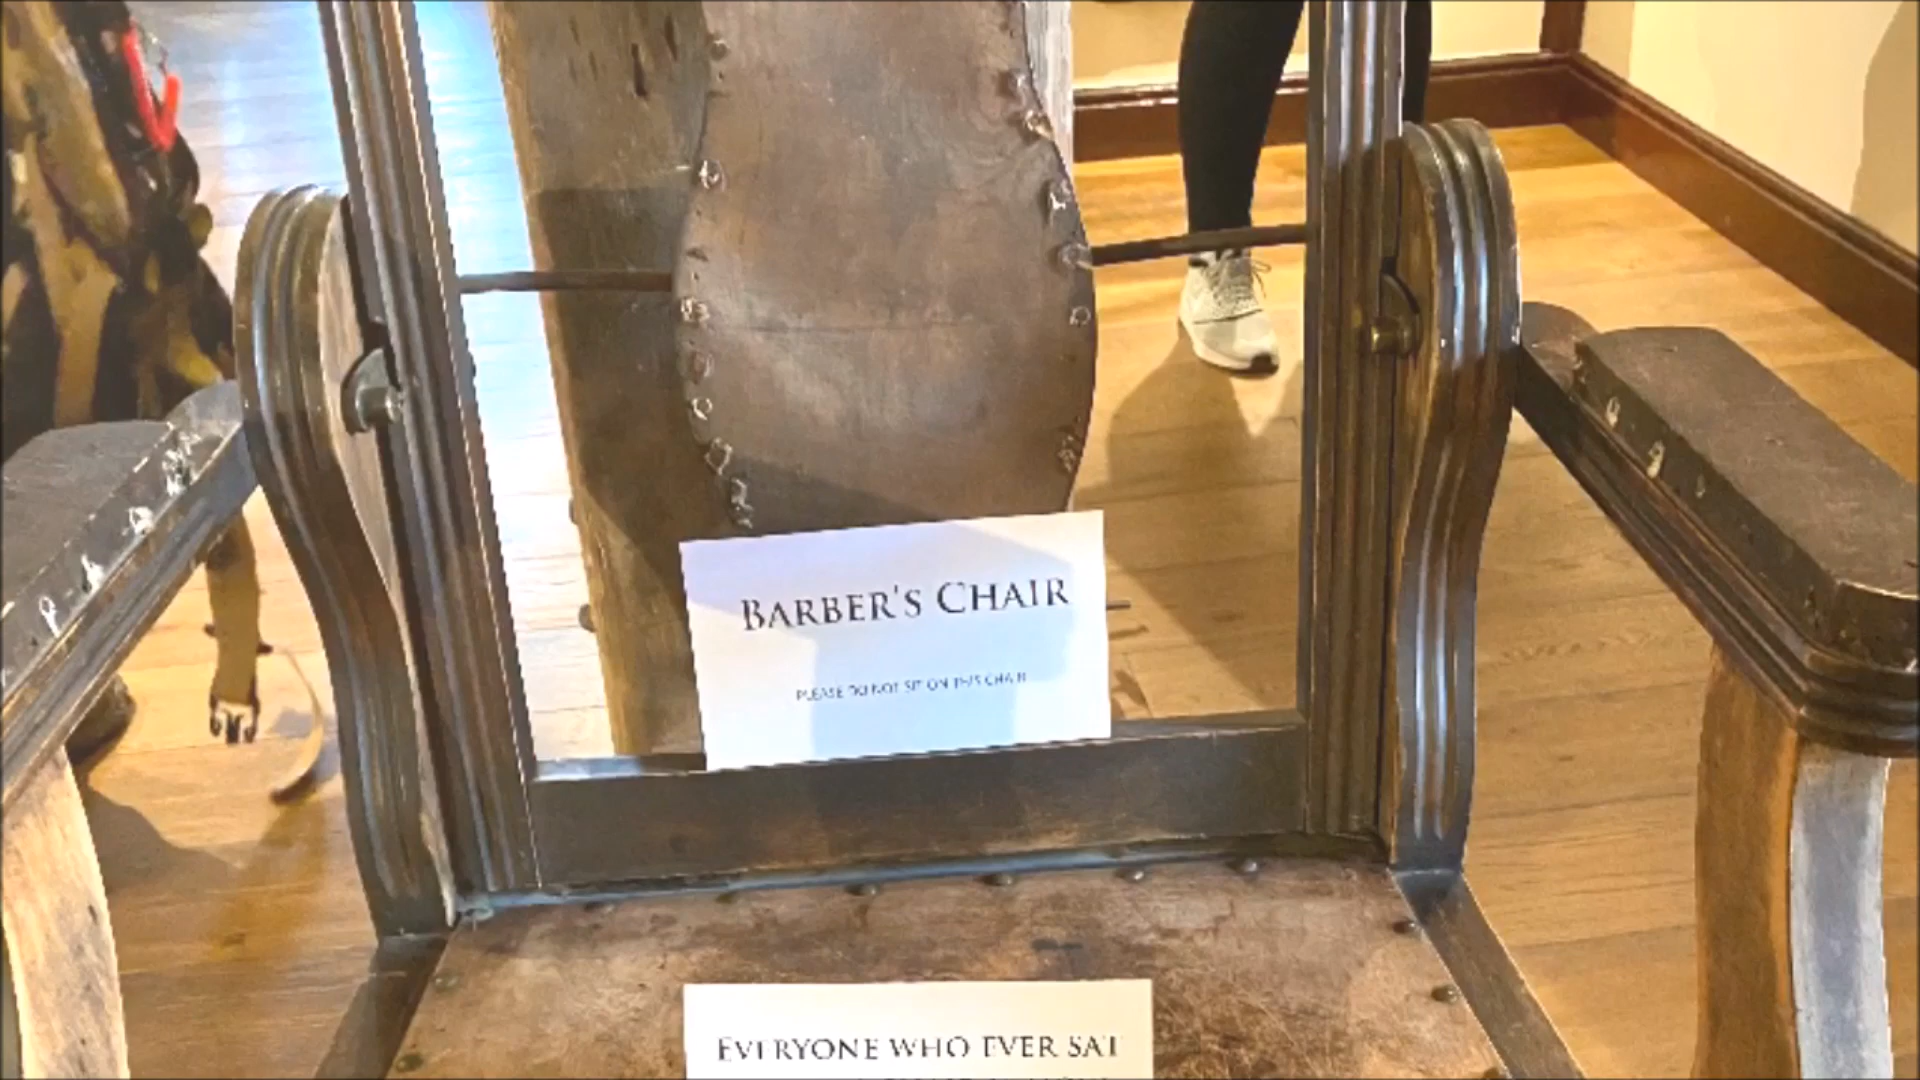 BARBER'S CHAIR
PLEASE DO NOT SIT ON THIS CHAIR
EVERYONE WHO EVER SAT